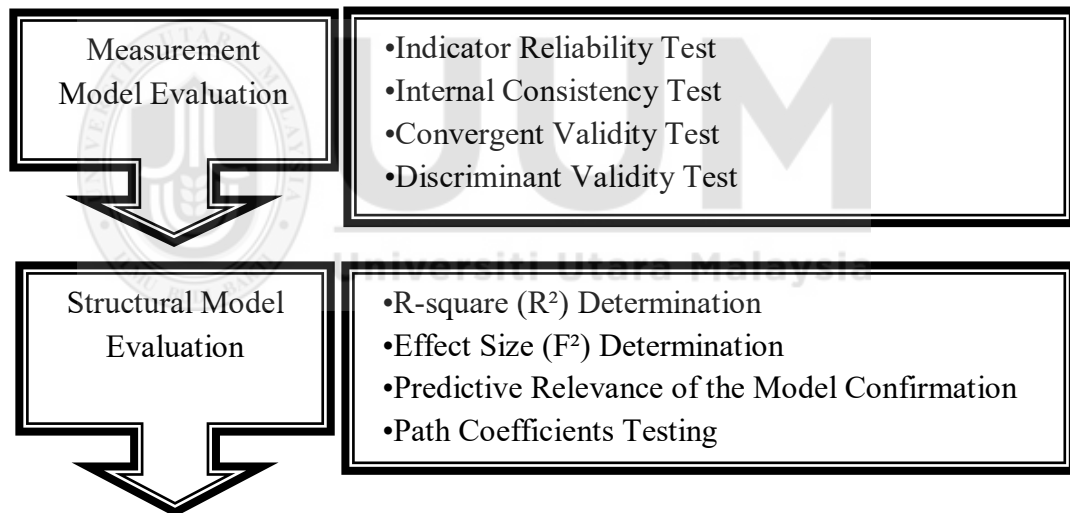 Measurement
Model Evaluation
•Indicator Reliability Test
•Internal Consistency Test
•Convergent Validity Test
•Discriminant Validity Test
UUM
Universiti Utara Malaysia
Structural Model
Evaluation
•R-square (R²) Determination
•Effect Size (F²) Determination
•Predictive Relevance of the Model Confirmation
•Path Coefficients Testing